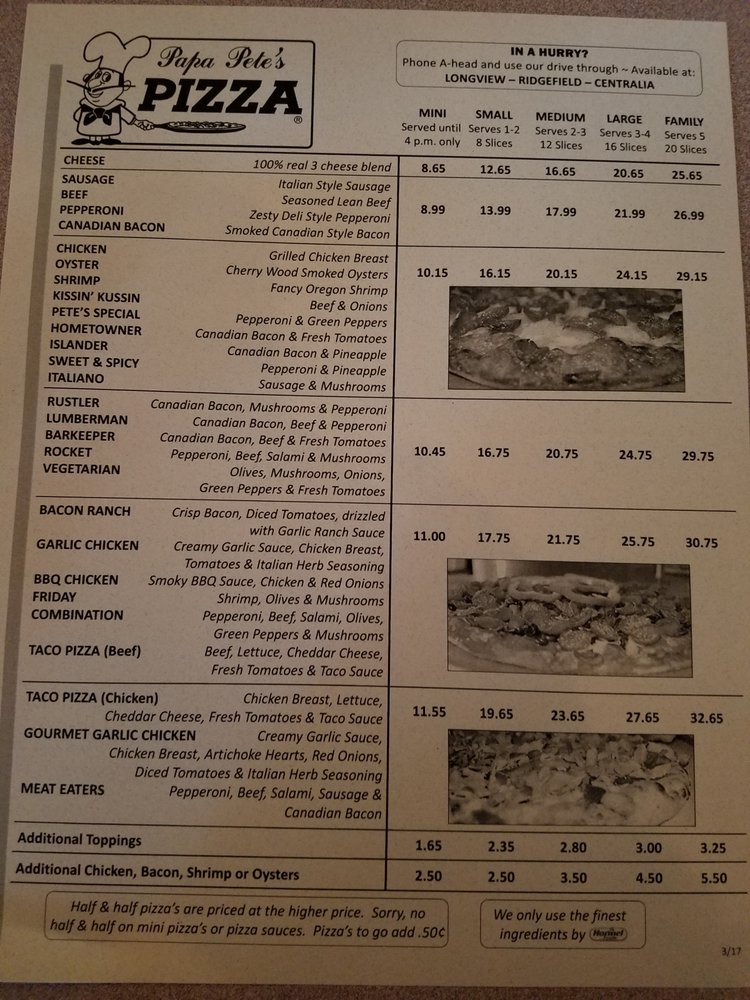 Papa Pete's
PIZZA ®
IN A HURRY?
Phone A-head and use our drive through ~ Available at:
LONGVIEW – RIDGEFIELD – CENTRALIA
MINI SMALL MEDIUM LARGE FAMILY
Served until Serves 1-2 Serves 2-3 Serves 3-4 Serves 5
4 p.m. only 8 Slices 12 Slices 16 Slices 20 Slices
CHEESE 100% real 3 cheese blend 8.65 12.65 16.65 20.65 25.65
SAUSAGE Italian Style Sausage
BEEF Seasoned Lean Beef
PEPPERONI Zesty Deli Style Pepperoni 8.99 13.99 17.99 21.99 26.99
CANADIAN BACON Smoked Canadian Style Bacon
CHICKEN Grilled Chicken Breast
OYSTER Cherry Wood Smoked Oysters 10.15 16.15 20.15 24.15 29.15
SHRIMP Fancy Oregon Shrimp
KISSIN' KUSSIN Beef & Onions
PETE'S SPECIAL Pepperoni & Green Peppers
HOMETOWNER Canadian Bacon & Fresh Tomatoes
ISLANDER Canadian Bacon & Pineapple
SWEET & SPICY Pepperoni & Pineapple
ITALIANO Sausage & Mushrooms
RUSTLER Canadian Bacon, Mushrooms & Pepperoni
LUMBERMAN Canadian Bacon, Beef & Pepperoni
BARKEEPER Canadian Bacon, Beef & Fresh Tomatoes
ROCKET Pepperoni, Beef, Salami & Mushrooms 10.45 16.75 20.75 24.75 29.75
VEGETARIAN Olives, Mushrooms, Onions,
Green Peppers & Fresh Tomatoes
BACON RANCH Crisp Bacon, Diced Tomatoes, drizzled
with Garlic Ranch Sauce 11.00 17.75 21.75 25.75 30.75
GARLIC CHICKEN Creamy Garlic Sauce, Chicken Breast,
Tomatoes & Italian Herb Seasoning
BBQ CHICKEN Smoky BBQ Sauce, Chicken & Red Onions
FRIDAY Shrimp, Olives & Mushrooms
COMBINATION Pepperoni, Beef, Salami, Olives,
Green Peppers & Mushrooms
TACO PIZZA (Beef) Beef, Lettuce, Cheddar Cheese,
Fresh Tomatoes & Taco Sauce
TACO PIZZA (Chicken) Chicken Breast, Lettuce,
Cheddar Cheese, Fresh Tomatoes & Taco Sauce 11.55 19.65 23.65 27.65 32.65
GOURMET GARLIC CHICKEN Creamy Garlic Sauce,
Chicken Breast, Artichoke Hearts, Red Onions,
Diced Tomatoes & Italian Herb Seasoning
MEAT EATERS Pepperoni, Beef, Salami, Sausage &
Canadian Bacon
Additional Toppings 1.65 2.35 2.80 3.00 3.25
Additional Chicken, Bacon, Shrimp or Oysters 2.50 2.50 3.50 4.50 5.50
Half & half pizza's are priced at the higher price. Sorry, no
half & half on mini pizza's or pizza sauces. Pizza's to go add .50¢
We only use the finest
ingredients by Hormel
3/17